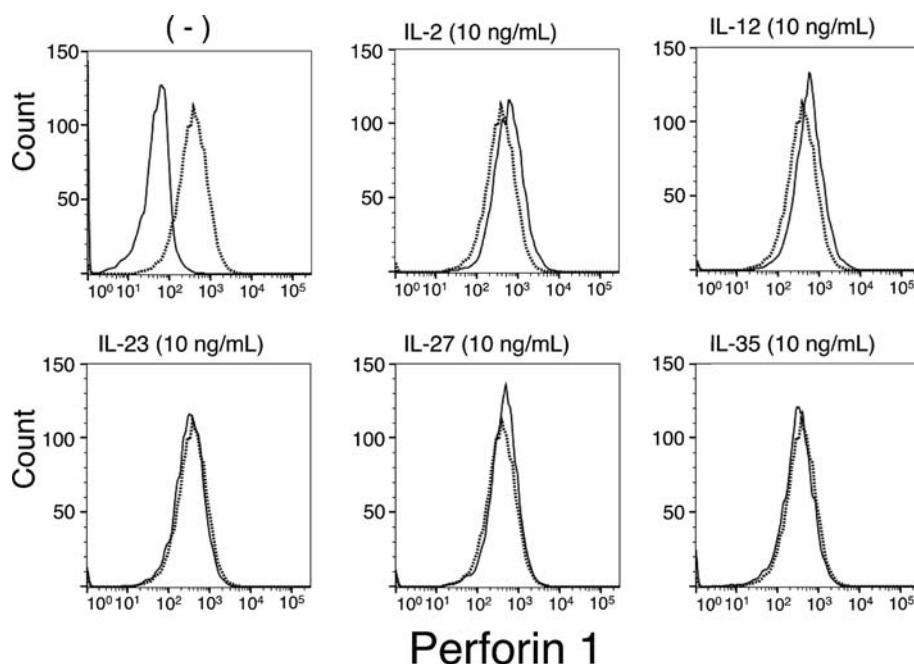 ( - )
IL-2 (10 ng/mL)
IL-12 (10 ng/mL)
Count
150
100
50
10⁰ 10¹ 10² 10³ 10⁴ 10⁵
150
100
50
10⁰ 10¹ 10² 10³ 10⁴ 10⁵
150
100
50
10⁰ 10¹ 10² 10³ 10⁴ 10⁵
IL-23 (10 ng/mL)
IL-27 (10 ng/mL)
IL-35 (10 ng/mL)
Count
150
100
50
10⁰ 10¹ 10² 10³ 10⁴ 10⁵
150
100
50
10⁰ 10¹ 10² 10³ 10⁴ 10⁵
150
100
50
10⁰ 10¹ 10² 10³ 10⁴ 10⁵
Perforin 1